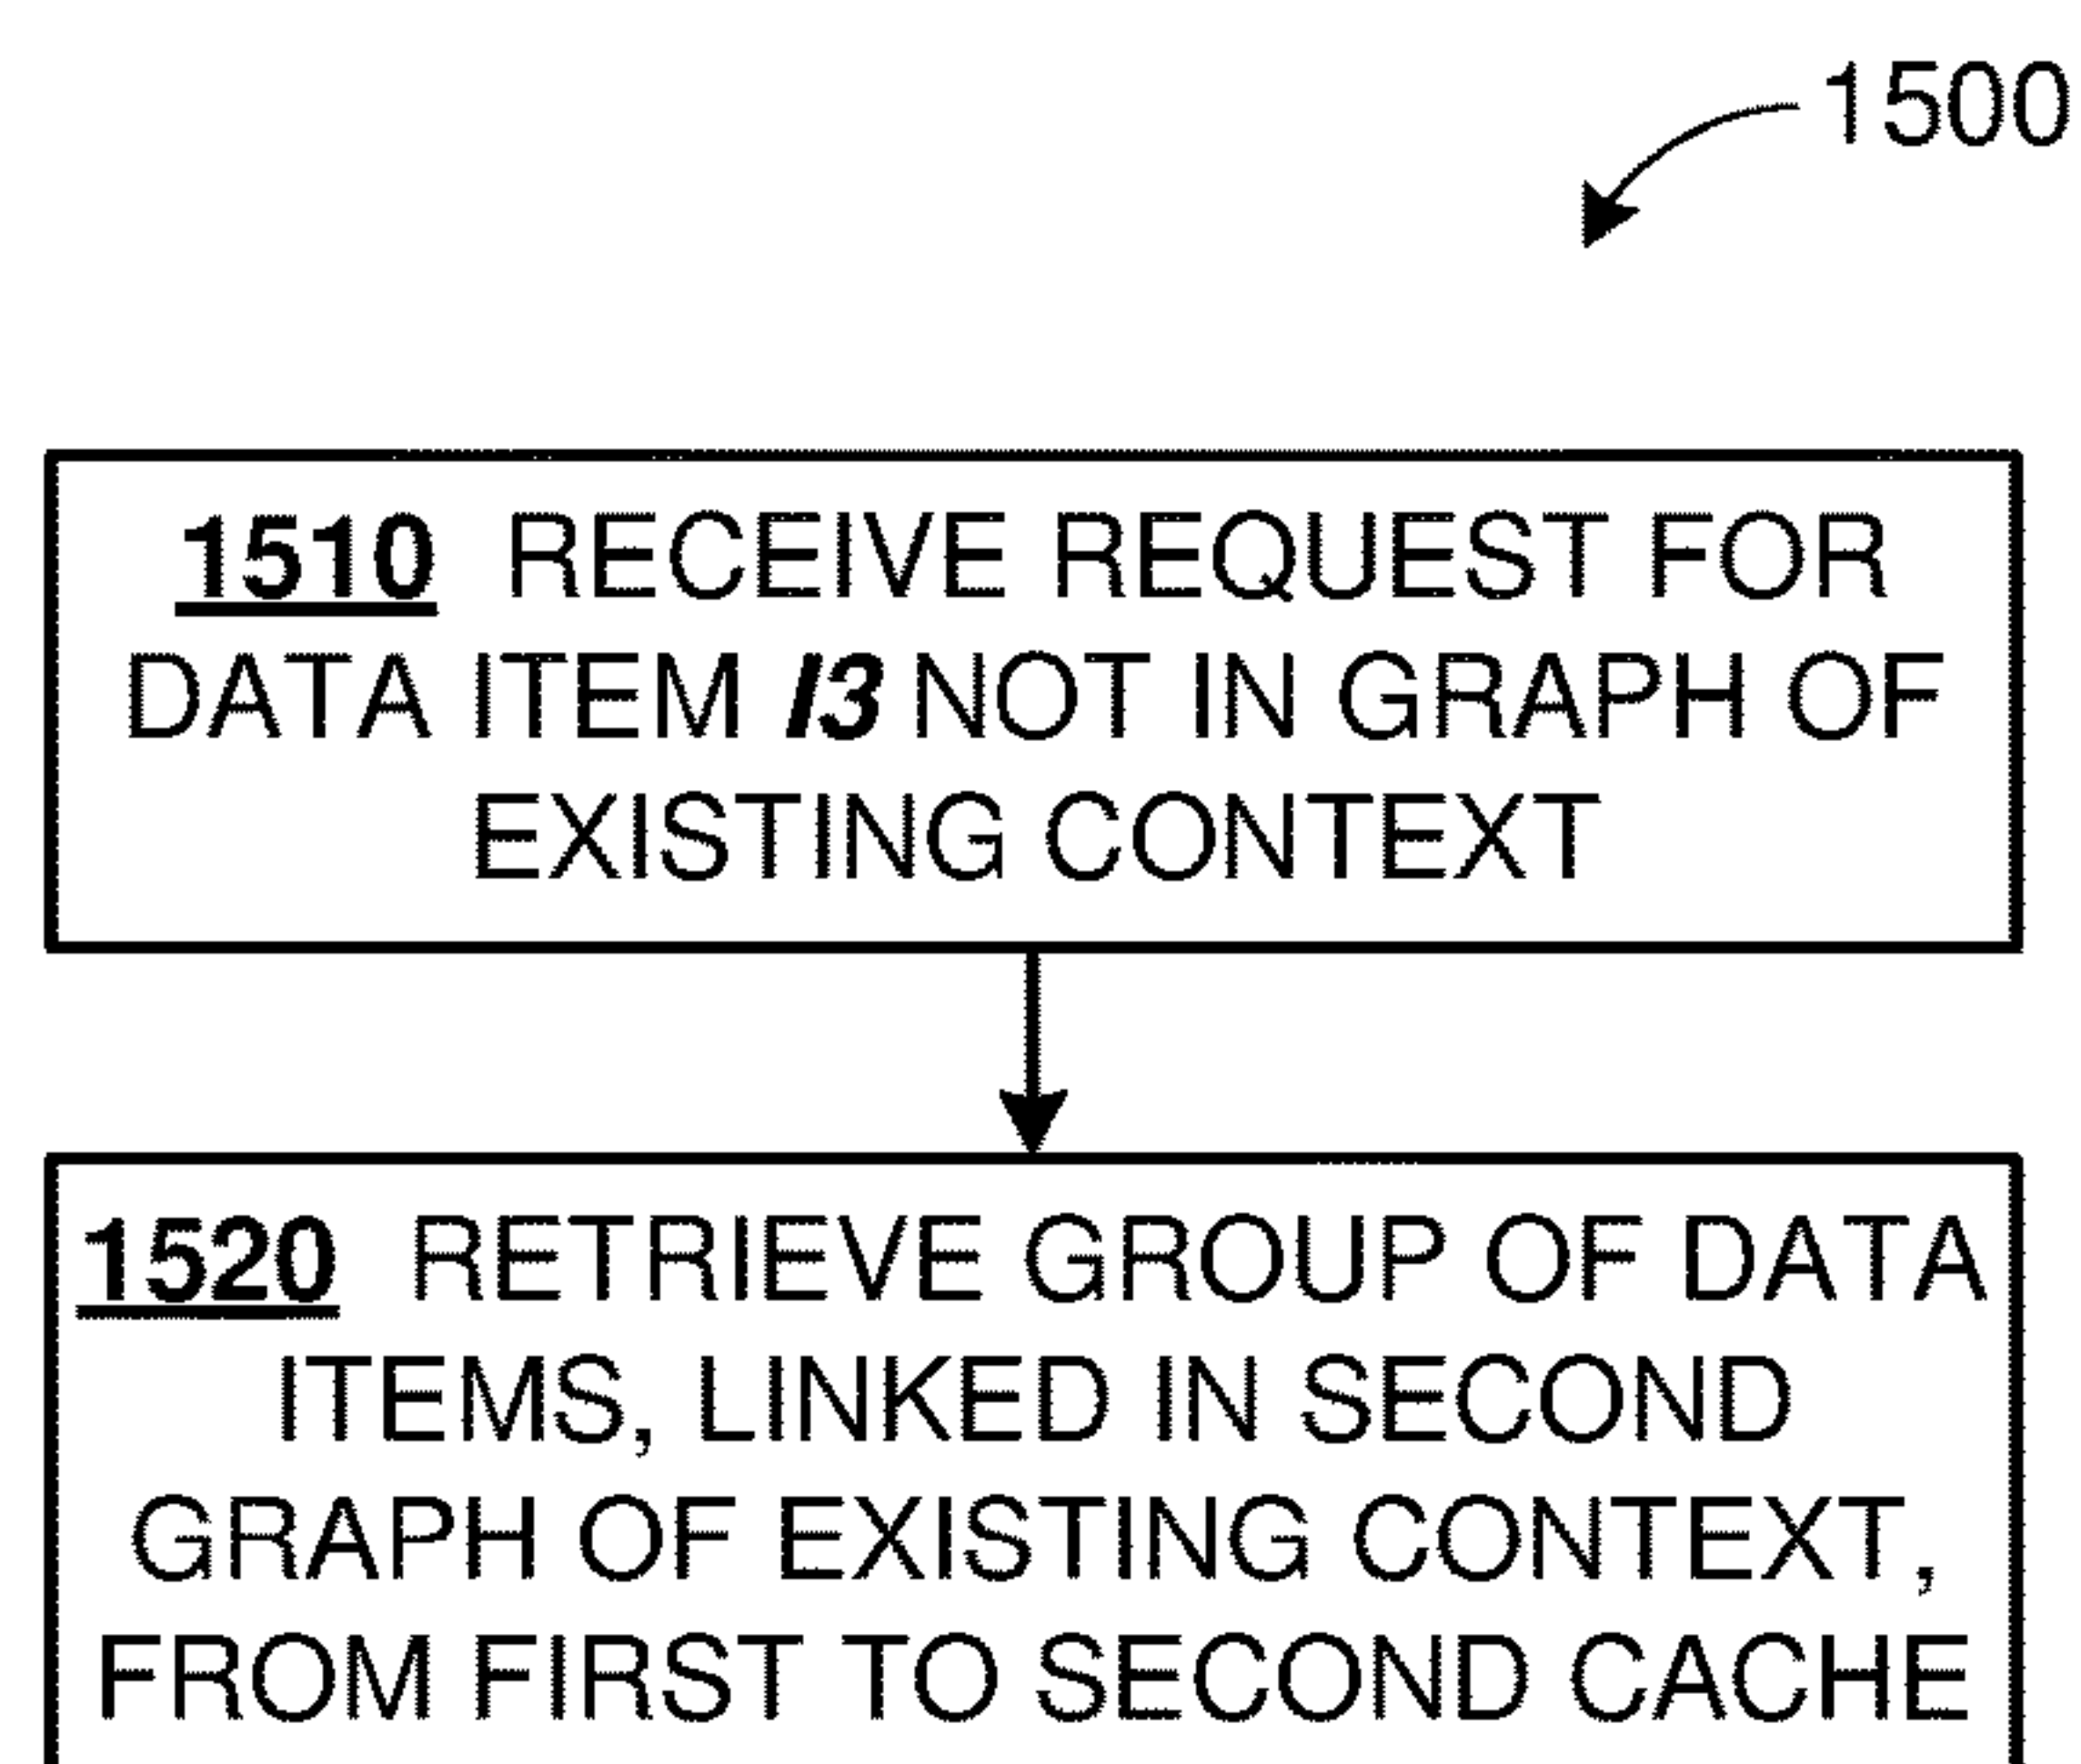 1500
1510 RECEIVE REQUEST FOR
DATA ITEM I3 NOT IN GRAPH OF
EXISTING CONTEXT
1520 RETRIEVE GROUP OF DATA
ITEMS, LINKED IN SECOND
GRAPH OF EXISTING CONTEXT,
FROM FIRST TO SECOND CACHE